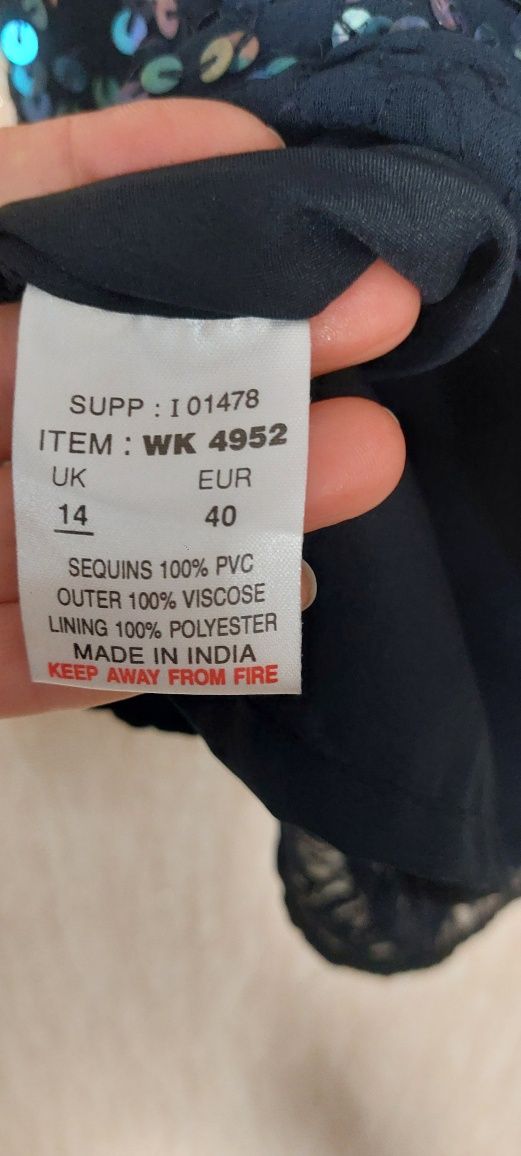 SUPP : I 01478
ITEM : WK 4952
UK EUR
14 40
SEQUINS 100% PVC
OUTER 100% VISCOSE
LINING 100% POLYESTER
MADE IN INDIA
KEEP AWAY FROM FIRE